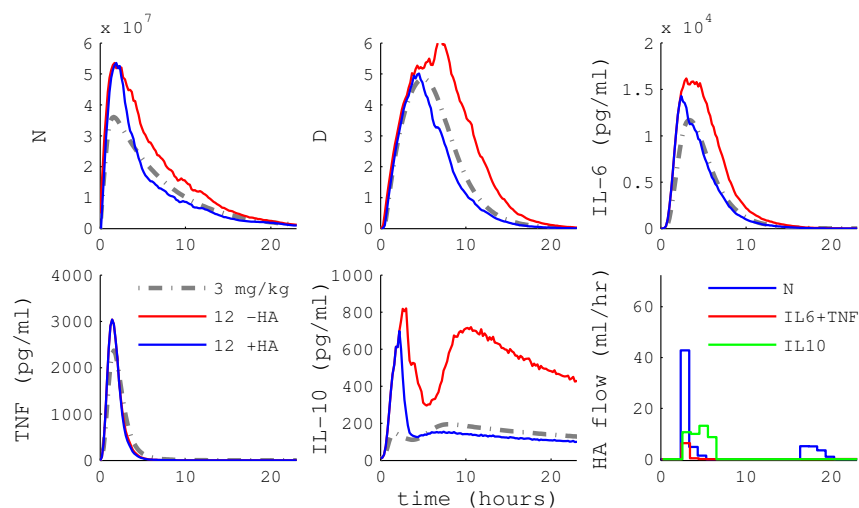 x 10^7
x 10^4
6
5
4
3
2
1
0
N
0 10 20
6
5
4
3
2
1
0
D
0 10 20
2
1.5
1
0.5
0
IL-6 (pg/ml)
0 10 20
4000
3000
2000
1000
0
TNF (pg/ml)
3 mg/kg
12 -HA
12 +HA
0 10 20
1000
800
600
400
200
0
IL-10 (pg/ml)
0 10 20
time (hours)
60
40
20
0
HA flow (ml/hr)
N
IL6+TNF
IL10
0 10 20